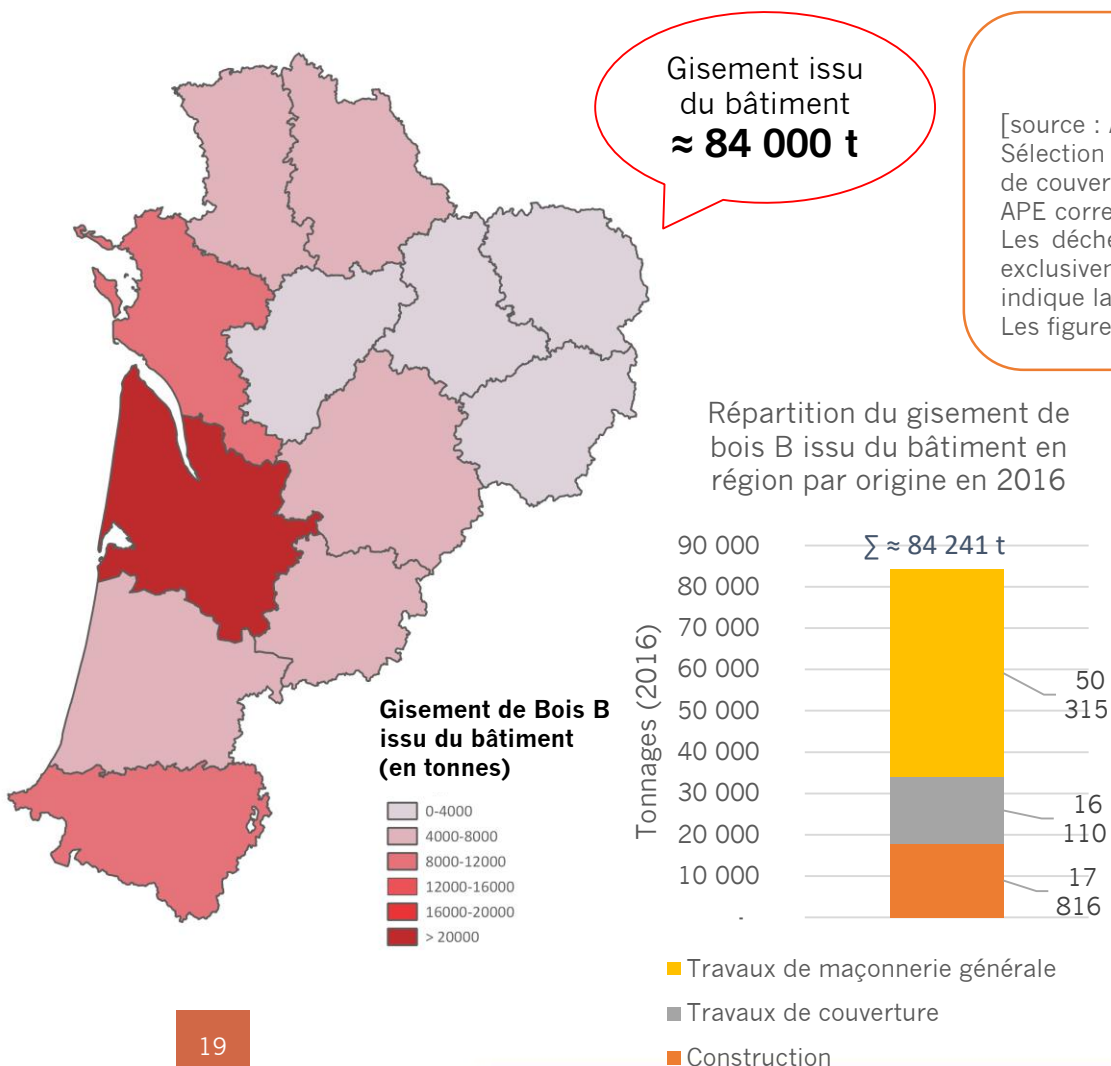 Gisement issu
du bâtiment
≈ 84 000 t
[source : 
Sélection
de couver
APE corre
Les déche
exclusiven
indique la
Les figure
Gisement de Bois B
issu du bâtiment
(en tonnes)
0-4000
4000-8000
8000-12000
12000-16000
16000-20000
> 20000
Répartition du gisement de
bois B issu du bâtiment en
région par origine en 2016
Tonnages (2016)
90 000
80 000
70 000
60 000
50 000
40 000
30 000
20 000
10 000
-
∑ ≈ 84 241 t
50
315
16
110
17
816
Travaux de maçonnerie générale
Travaux de couverture
Construction
19